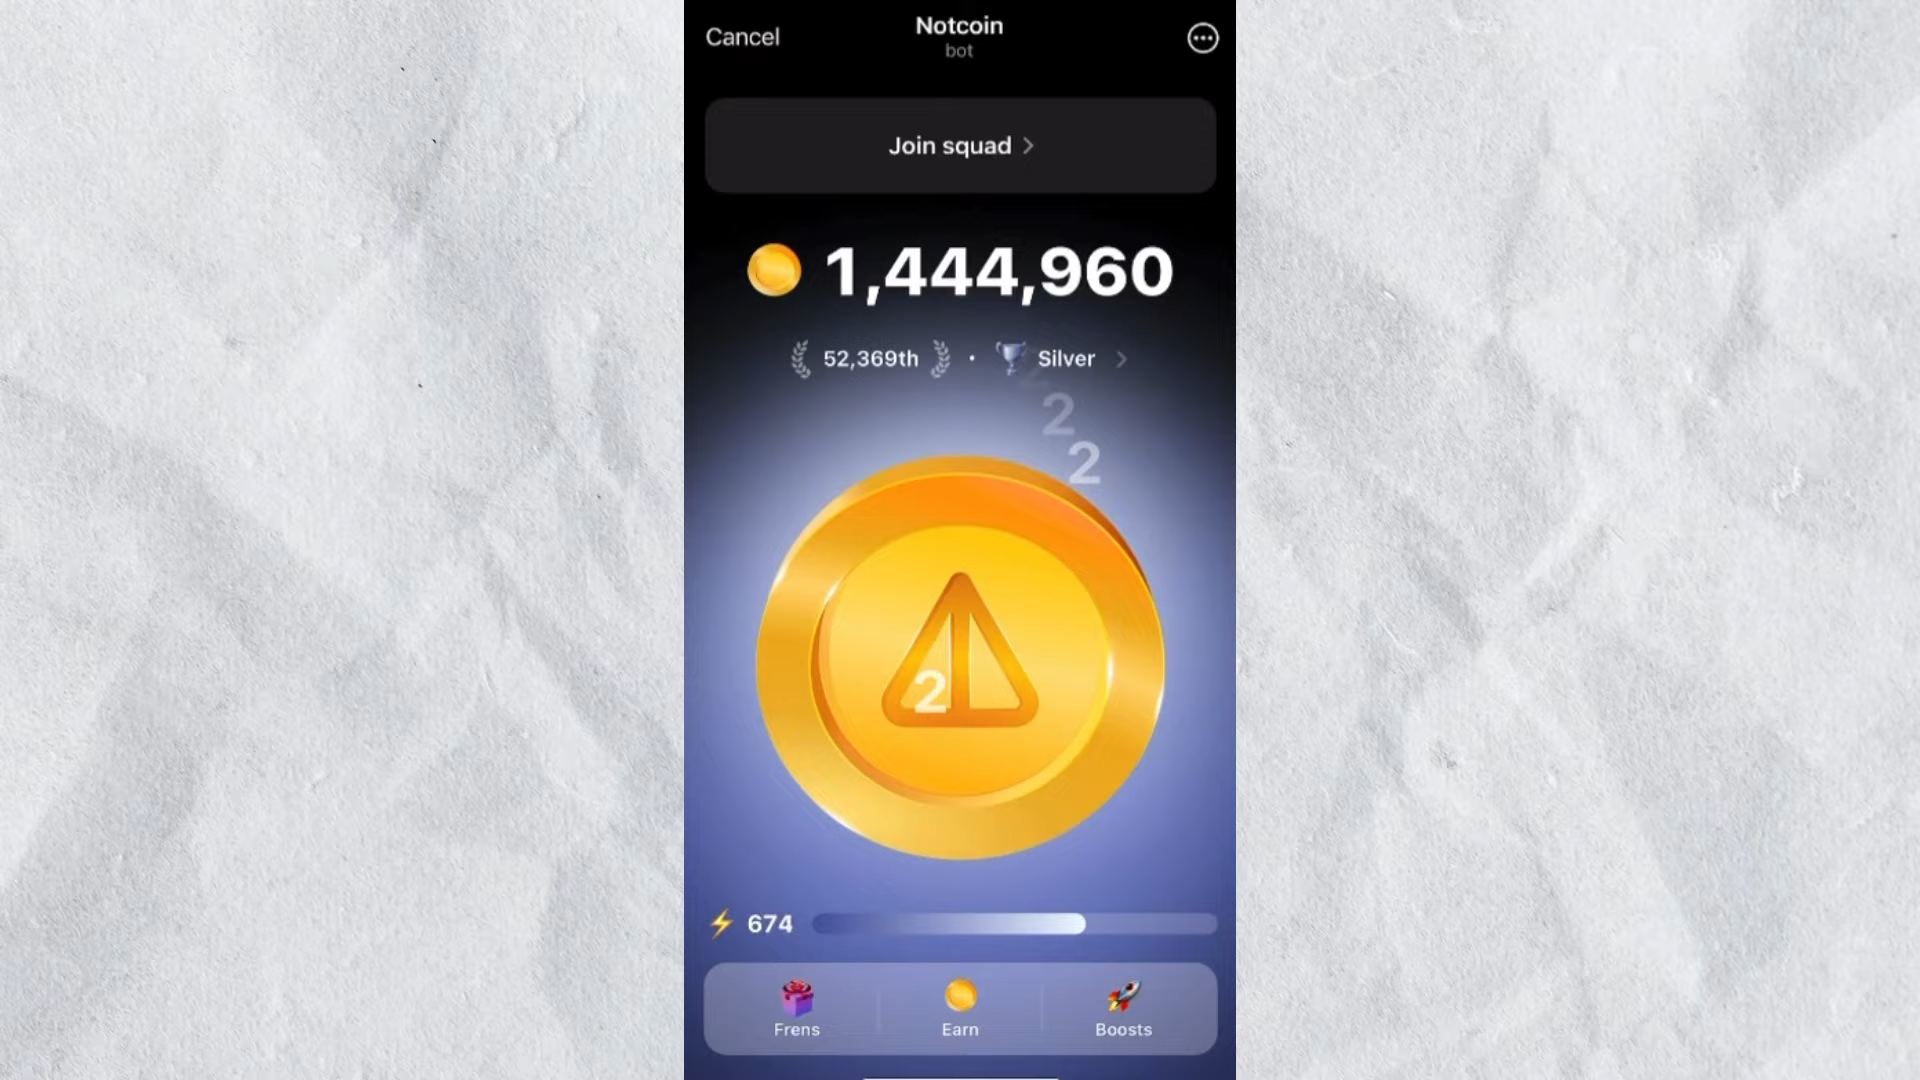 Cancel
Notcoin
bot
Join squad
1,444,960
52,369th · Silver
2
2
2
674
Frens
Earn
Boosts